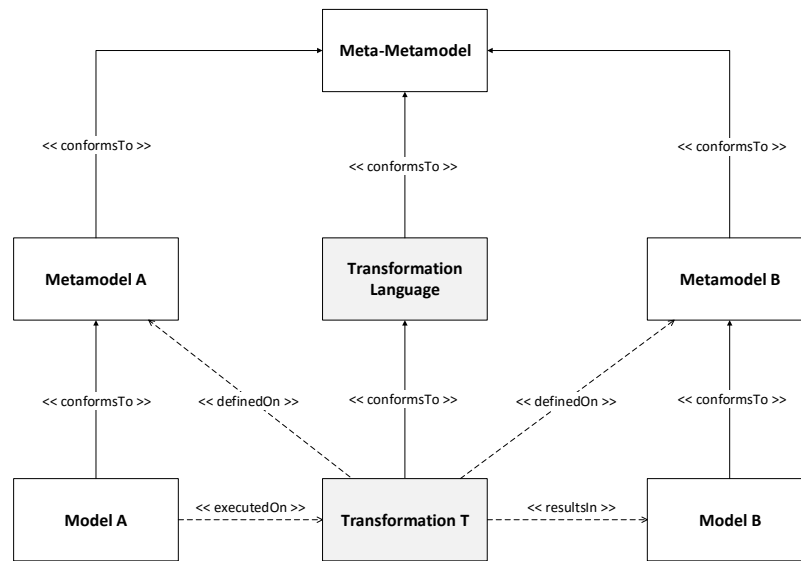 Meta-Metamodel
<< conformsTo >>
<< conformsTo >>
<< conformsTo >>
Metamodel A
Transformation
Language
Metamodel B
<< conformsTo >>
<< definedOn >>
<< conformsTo >>
<< definedOn >>
<< conformsTo >>
Model A
<< executedOn >>
Transformation T
<< resultsIn >>
Model B